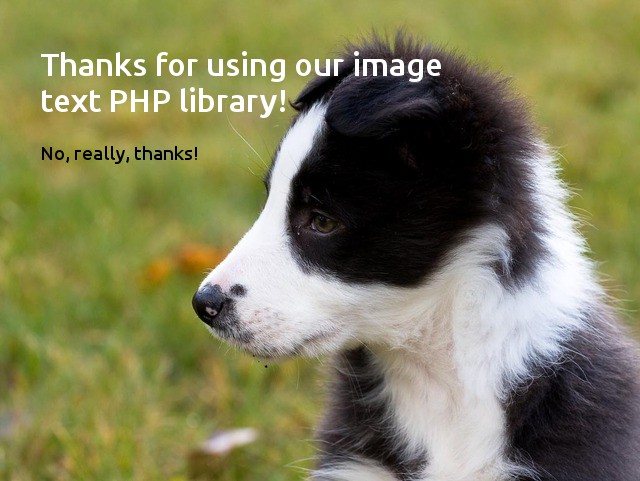 Thanks for using our image
text PHP library!
No, really, thanks!